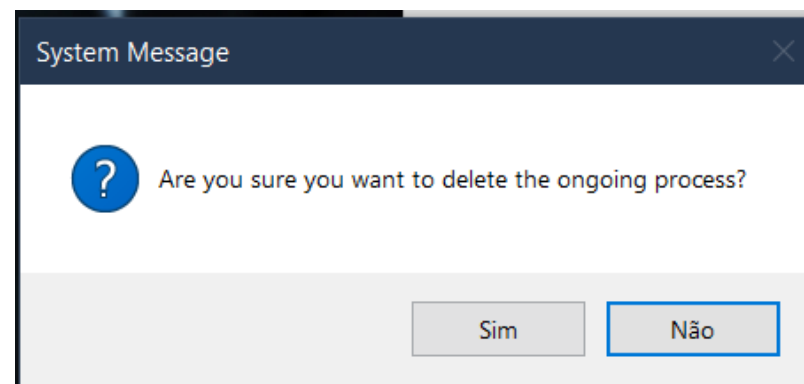 System Message
Are you sure you want to delete the ongoing process?
Sim Não